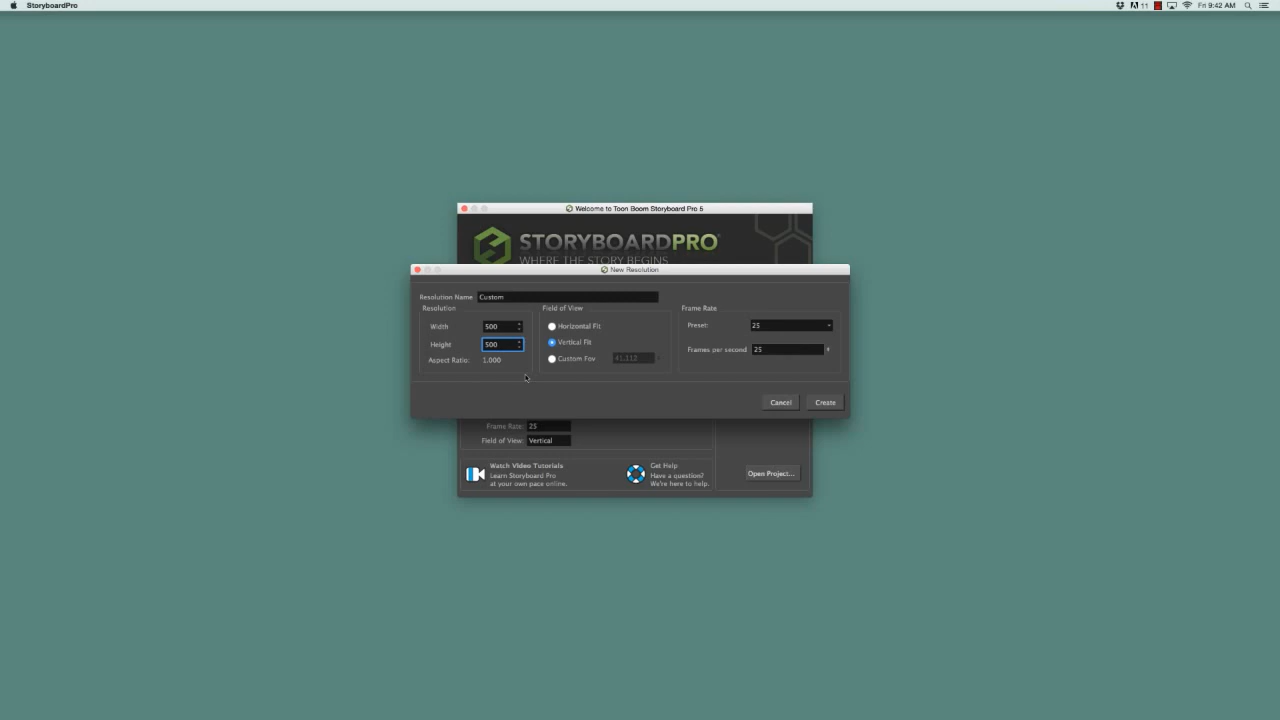 StoryboardPro
11
Fri 9:42 AM
Welcome to Toon Boom Storyboard Pro 5
STORYBOARDPRO
WHERE THE STORY BEGINS
New Resolution
Resolution Name Custom
Resolution
Width 500
Height 500
Aspect Ratio: 1.000
Field of View
Horizontal Fit
Vertical Fit
Custom Fov 41.112
Frame Rate
Preset: 25
Frames per second 25
Cancel
Create
Frame Rate: 25
Field of View: Vertical
Watch Video Tutorials
Learn Storyboard Pro
at your own pace online.
Get Help
Have a question?
We're here to help.
Open Project...